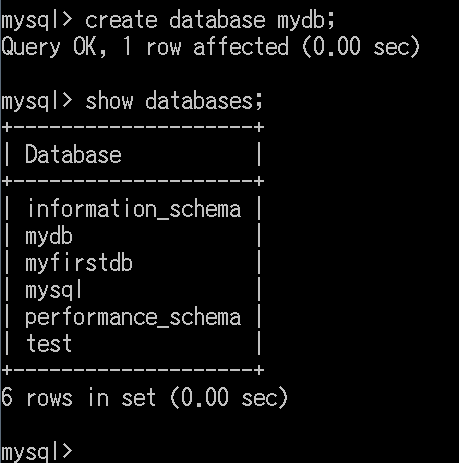 mysql> create database mydb;
Query OK, 1 row affected (0.00 sec)
mysql> show databases;
+--------------------+
| Database           |
+--------------------+
| information_schema |
| mydb               |
| myfirstdb          |
| mysql              |
| performance_schema |
| test               |
+--------------------+
6 rows in set (0.00 sec)
mysql>